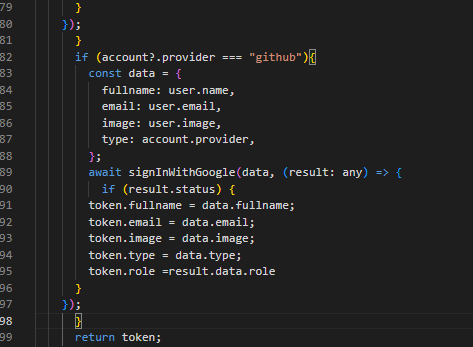 79 }
80 });
81 }
82 if (account?.provider === "github"){
83 const data = {
84 fullname: user.name,
85 email: user.email,
86 image: user.image,
87 type: account.provider,
88 };
89 await signInWithGoogle(data, (result: any) => {
90 if (result.status) {
91 token.fullname = data.fullname;
92 token.email = data.email;
93 token.image = data.image;
94 token.type = data.type;
95 token.role =result.data.role
96 }
97 });
98 }
99 return token;